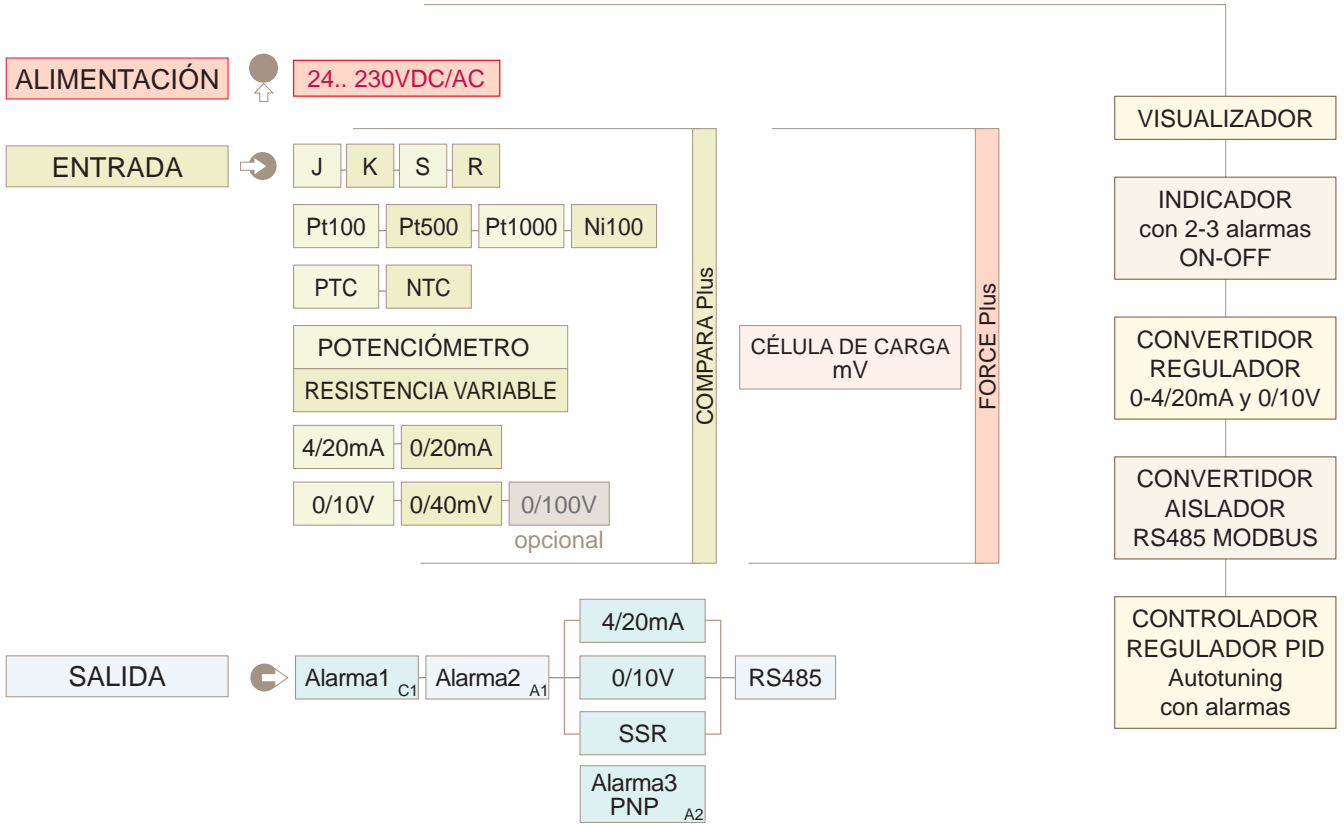 ALIMENTACIÓN
24.. 230VDC/AC
ENTRADA
J K S R
Pt100 Pt500 Pt1000 Ni100
PTC NTC
POTENCIÓMETRO
RESISTENCIA VARIABLE
4/20mA 0/20mA
0/10V 0/40mV 0/100V
opcional
COMPARA Plus
CÉLULA DE CARGA
mV
FORCE Plus
SALIDA
Alarma1 C1
Alarma2 A1
4/20mA
0/10V
SSR
Alarma3
PNP A2
RS485
VISUALIZADOR
INDICADOR
con 2-3 alarmas
ON-OFF
CONVERTIDOR
REGULADOR
0-4/20mA y 0/10V
CONVERTIDOR
AISLADOR
RS485 MODBUS
CONTROLADOR
REGULADOR PID
Autotuning
con alarmas